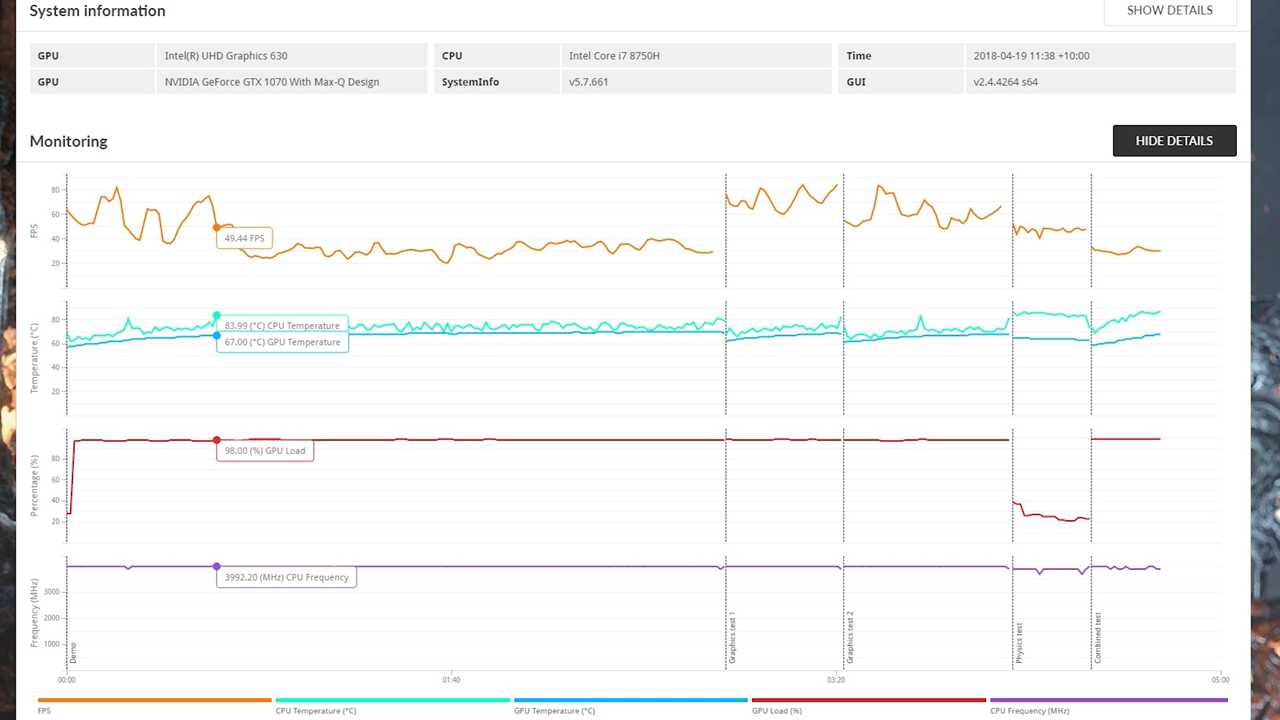 System information
SHOW DETAILS
GPU Intel(R) UHD Graphics 630 CPU Intel Core i7 8750H Time 2018-04-19 11:38 +10:00
GPU NVIDIA GeForce GTX 1070 With Max-Q Design SystemInfo v5.7.661 GUI v2.4.4264 s64
Monitoring
HIDE DETAILS
FPS
80
60
40
20
49.44 FPS
Temperature (°C)
80
60
40
20
83.99 (°C) CPU Temperature
67.00 (°C) GPU Temperature
Percentage (%)
80
60
40
20
98.00 (%) GPU Load
Frequency (MHz)
3000
2000
1000
3992.20 (MHz) CPU Frequency
Demo
Graphics test 1
Graphics test 2
Physics test
Combined test
00:00 01:40 03:20 05:00
FPS CPU Temperature (°C) GPU Temperature (°C) GPU Load (%) CPU Frequency (MHz)